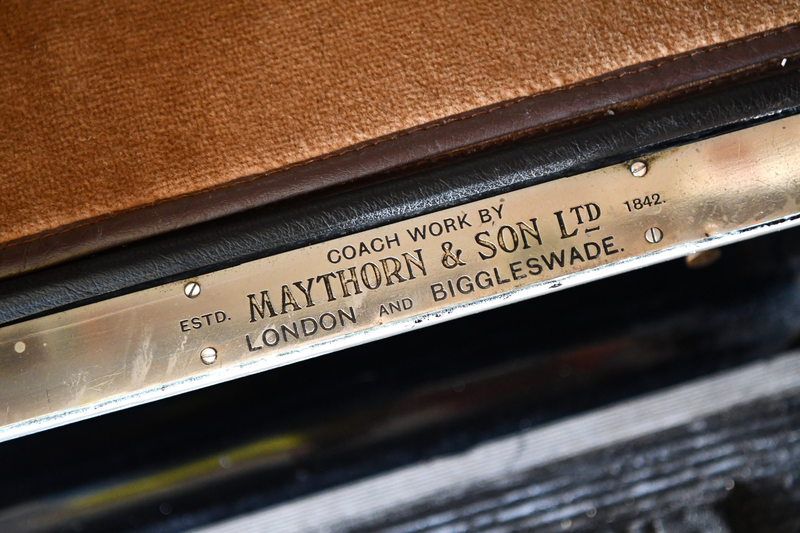 COACH WORK BY
ESTD. MAYTHORN & SON LTD 1842.
LONDON AND BIGGLESWADE.